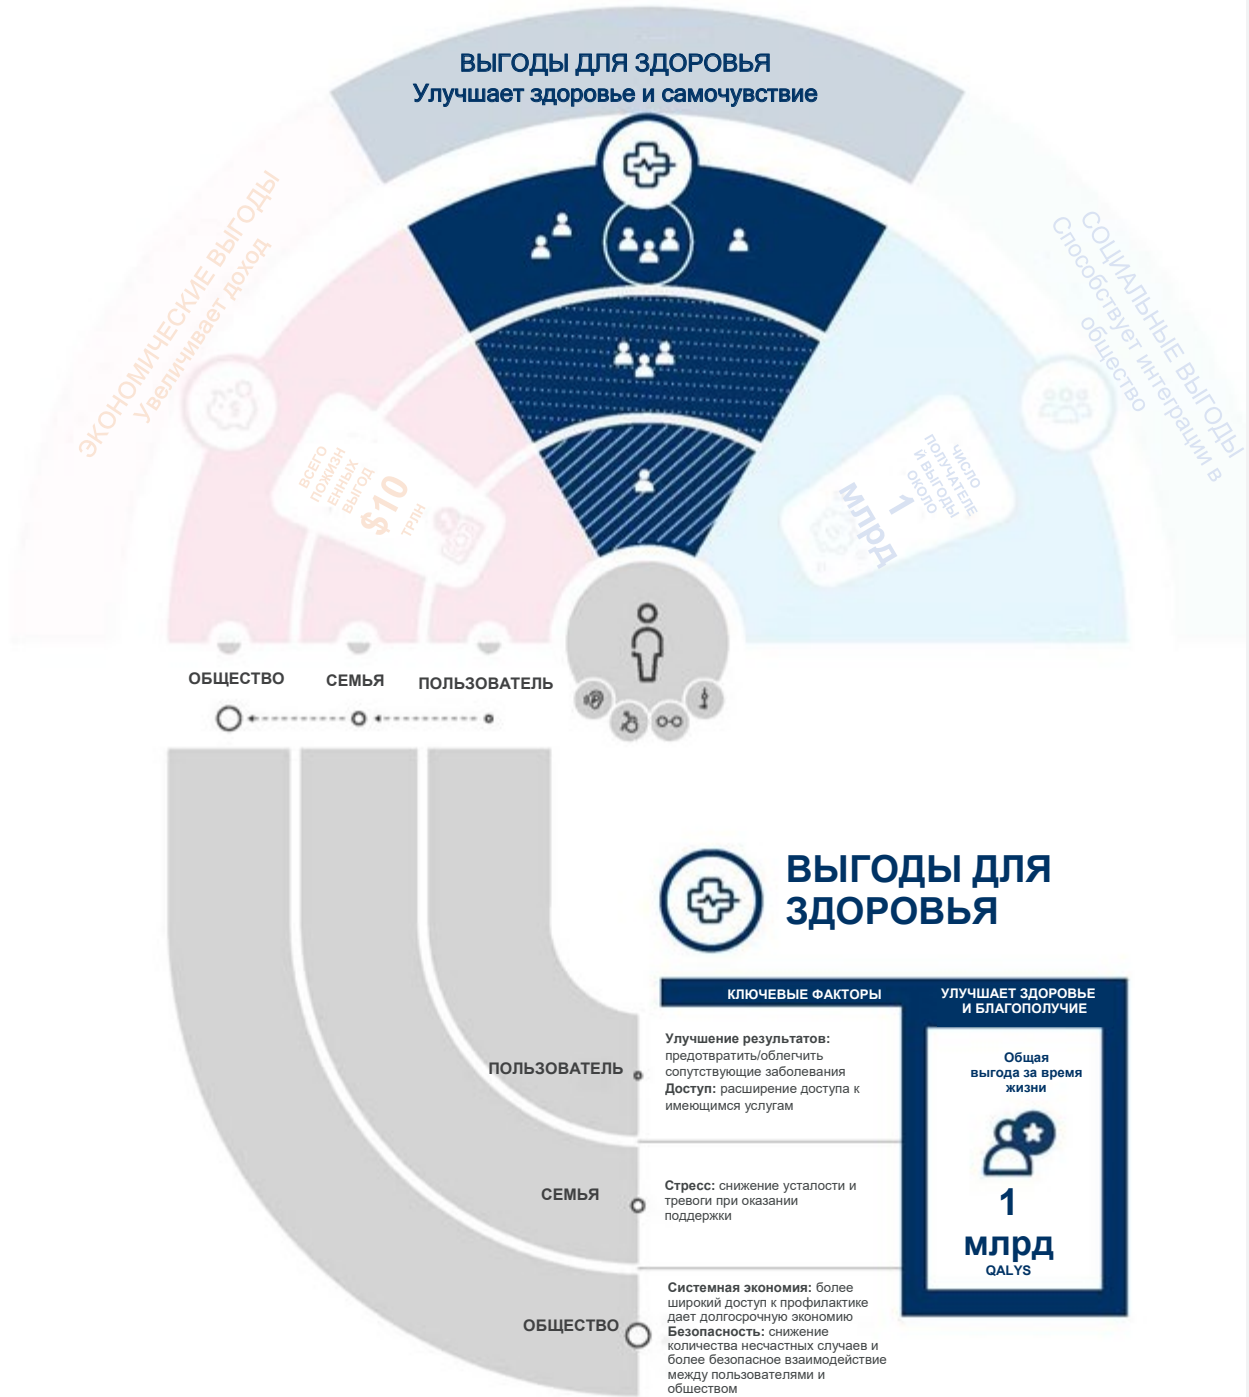 ВЫГОДЫ ДЛЯ ЗДОРОВЬЯ
Улучшает здоровье и самочувствие
ЭКОНОМИЧЕСКИЕ ВЫГОДЫ
Увеличивает доход
СОЦИАЛЬНЫЕ ВЫГОДЫ
Способствует интеграции в
общество
ВСЕГО
ПОЖИЗН
ЕННЫХ
ВЫГОД
$10
ТРЛН
ЧИСЛО
ПОЛУЧАТЕЛЕ
Й ВЫГОДЫ
ОКОЛО
1
млрд
ОБЩЕСТВО
СЕМЬЯ
ПОЛЬЗОВАТЕЛЬ
ВЫГОДЫ ДЛЯ
ЗДОРОВЬЯ
КЛЮЧЕВЫЕ ФАКТОРЫ
УЛУЧШАЕТ ЗДОРОВЬЕ
И БЛАГОПОЛУЧИЕ
ПОЛЬЗОВАТЕЛЬ
Улучшение результатов:
предотвратить/облегчить
сопутствующие заболевания
Доступ: расширение доступа к
имеющимся услугам
Общая
выгода за время
жизни
1
млрд
QALYS
СЕМЬЯ
Стресс: снижение усталости и
тревоги при оказании
поддержки
ОБЩЕСТВО
Системная экономия: более
широкий доступ к профилактике
дает долгосрочную экономию
Безопасность: снижение
количества несчастных случаев и
более безопасное взаимодействие
между пользователями и
обществом